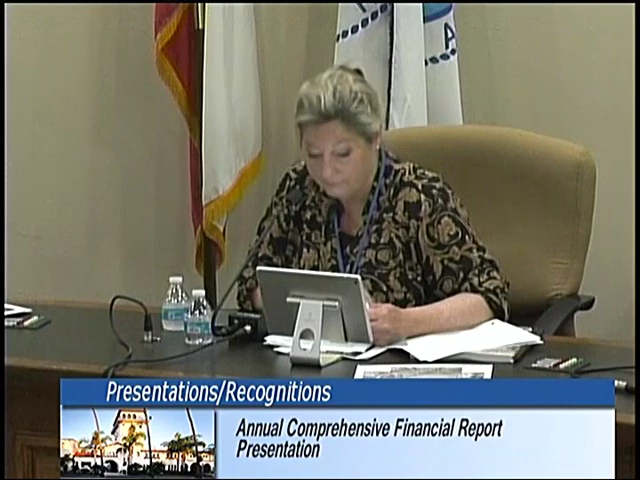 Presentations/Recognitions
Annual Comprehensive Financial Report
Presentation